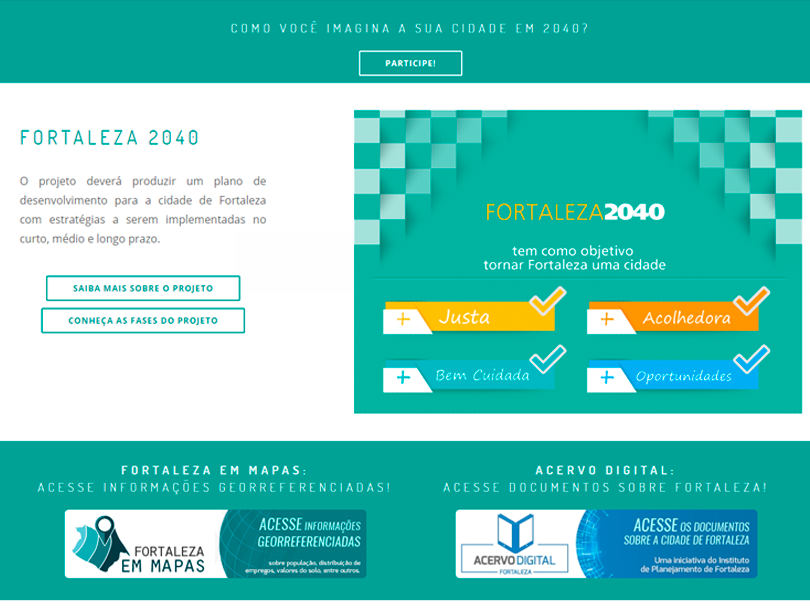 COMO VOCÊ IMAGINA A SUA CIDADE EM 2040?
PARTICIPE!
FORTALEZA 2040
O projeto deverá produzir um plano de
desenvolvimento para a cidade de Fortaleza
com estratégias a serem implementadas no
curto, médio e longo prazo.
SAIBA MAIS SOBRE O PROJETO
CONHEÇA AS FASES DO PROJETO
FORTALEZA2040
tem como objetivo
tornar Fortaleza uma cidade
+ Justa
+ Acolhedora
+ Bem Cuidada
+ Oportunidades
FORTALEZA EM MAPAS:
ACESSE INFORMAÇÕES GEORREFERENCIADAS!
FORTALEZA
EM MAPAS
ACESSE INFORMAÇÕES
GEORREFERENCIADAS
sobre população, distribuição de
empregos, valores do solo, entre outros.
ACERVO DIGITAL:
ACESSE DOCUMENTOS SOBRE FORTALEZA!
ACERVO DIGITAL
FORTALEZA
ACESSE OS DOCUMENTOS
SOBRE A CIDADE DE FORTALEZA
Uma iniciativa do Instituto
de Planejamento de Fortaleza